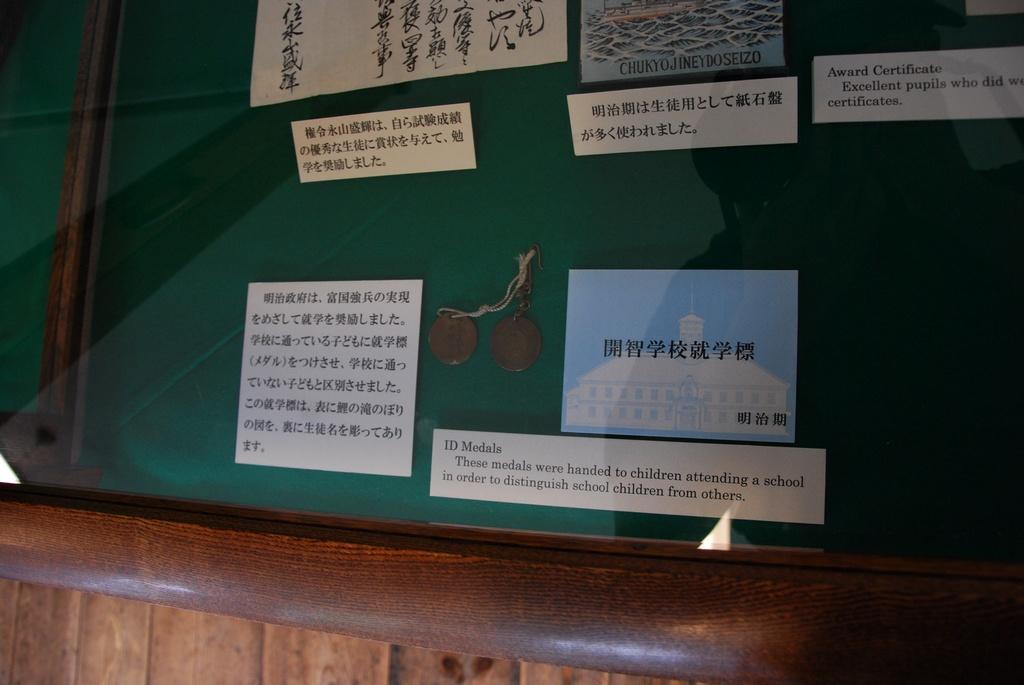 CHUKYOJINEYDOSEIZO
権令永山盛輝は、自ら試験成績
の優秀な生徒に賞状を与えて、勉
学を奨励しました。
明治期は生徒用として紙石盤
が多く使われました。
Award Certificate
Excellent pupils who did
certificates.
明治政府は、富国強兵の実現
をめざして就学を奨励しました。
学校に通っている子どもに就学標
(メダル)をつけさせ、学校に通っ
ていない子どもと区別させました。
この就学標は、表に鯉の滝のぼり
の図を、裏に生徒名を彫ってあり
ます。
開智学校就学標
明治期
ID Medals
These medals were handed to children attending a school
in order to distinguish school children from others.